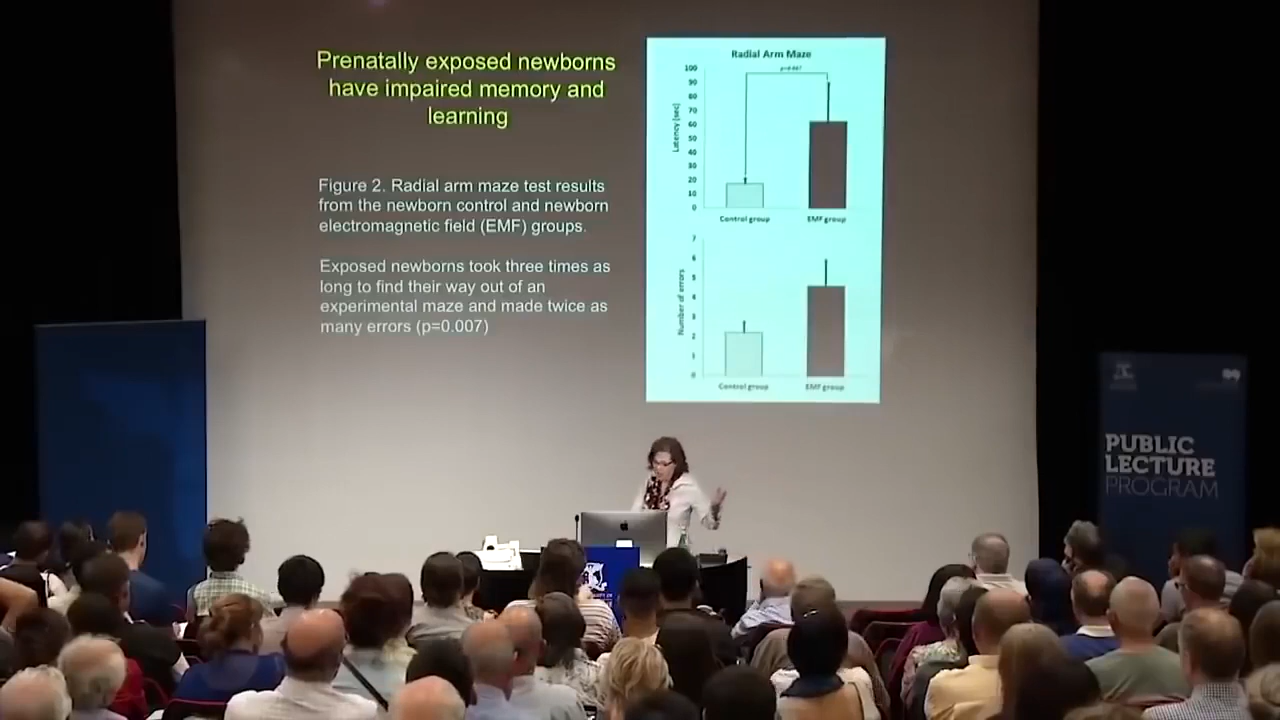 Prenatally exposed newborns
have impaired memory and
learning
Figure 2. Radial arm maze test results
from the newborn control and newborn
electromagnetic field (EMF) groups.
Exposed newborns took three times as
long to find their way out of an
experimental maze and made twice as
many errors (p=0.007)
Radial Arm Maze
100
90
80
70
60
50
40
30
20
10
0
Latency (sec)
Control group
EMF group
7
6
5
4
3
2
1
0
Number of errors
Control group
EMF group
PUBLIC
LECTURE
PROGRAM